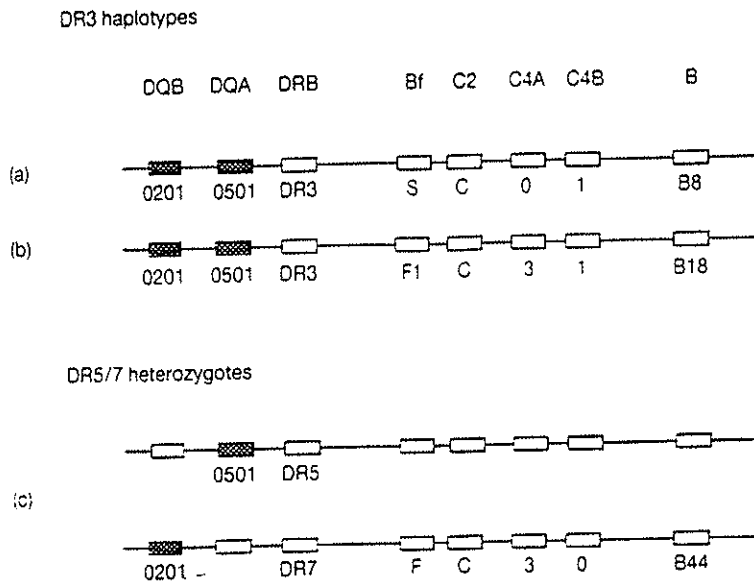 DR3 haplotypes
DQB DQA DRB Bf C2 C4A C4B B
(a)
0201 0501 DR3 S C 0 1 B8
(b)
0201 0501 DR3 F1 C 3 1 B18
DR5/7 heterozygotes
0501 DR5
(c)
0201 DR7 F C 3 0 B44